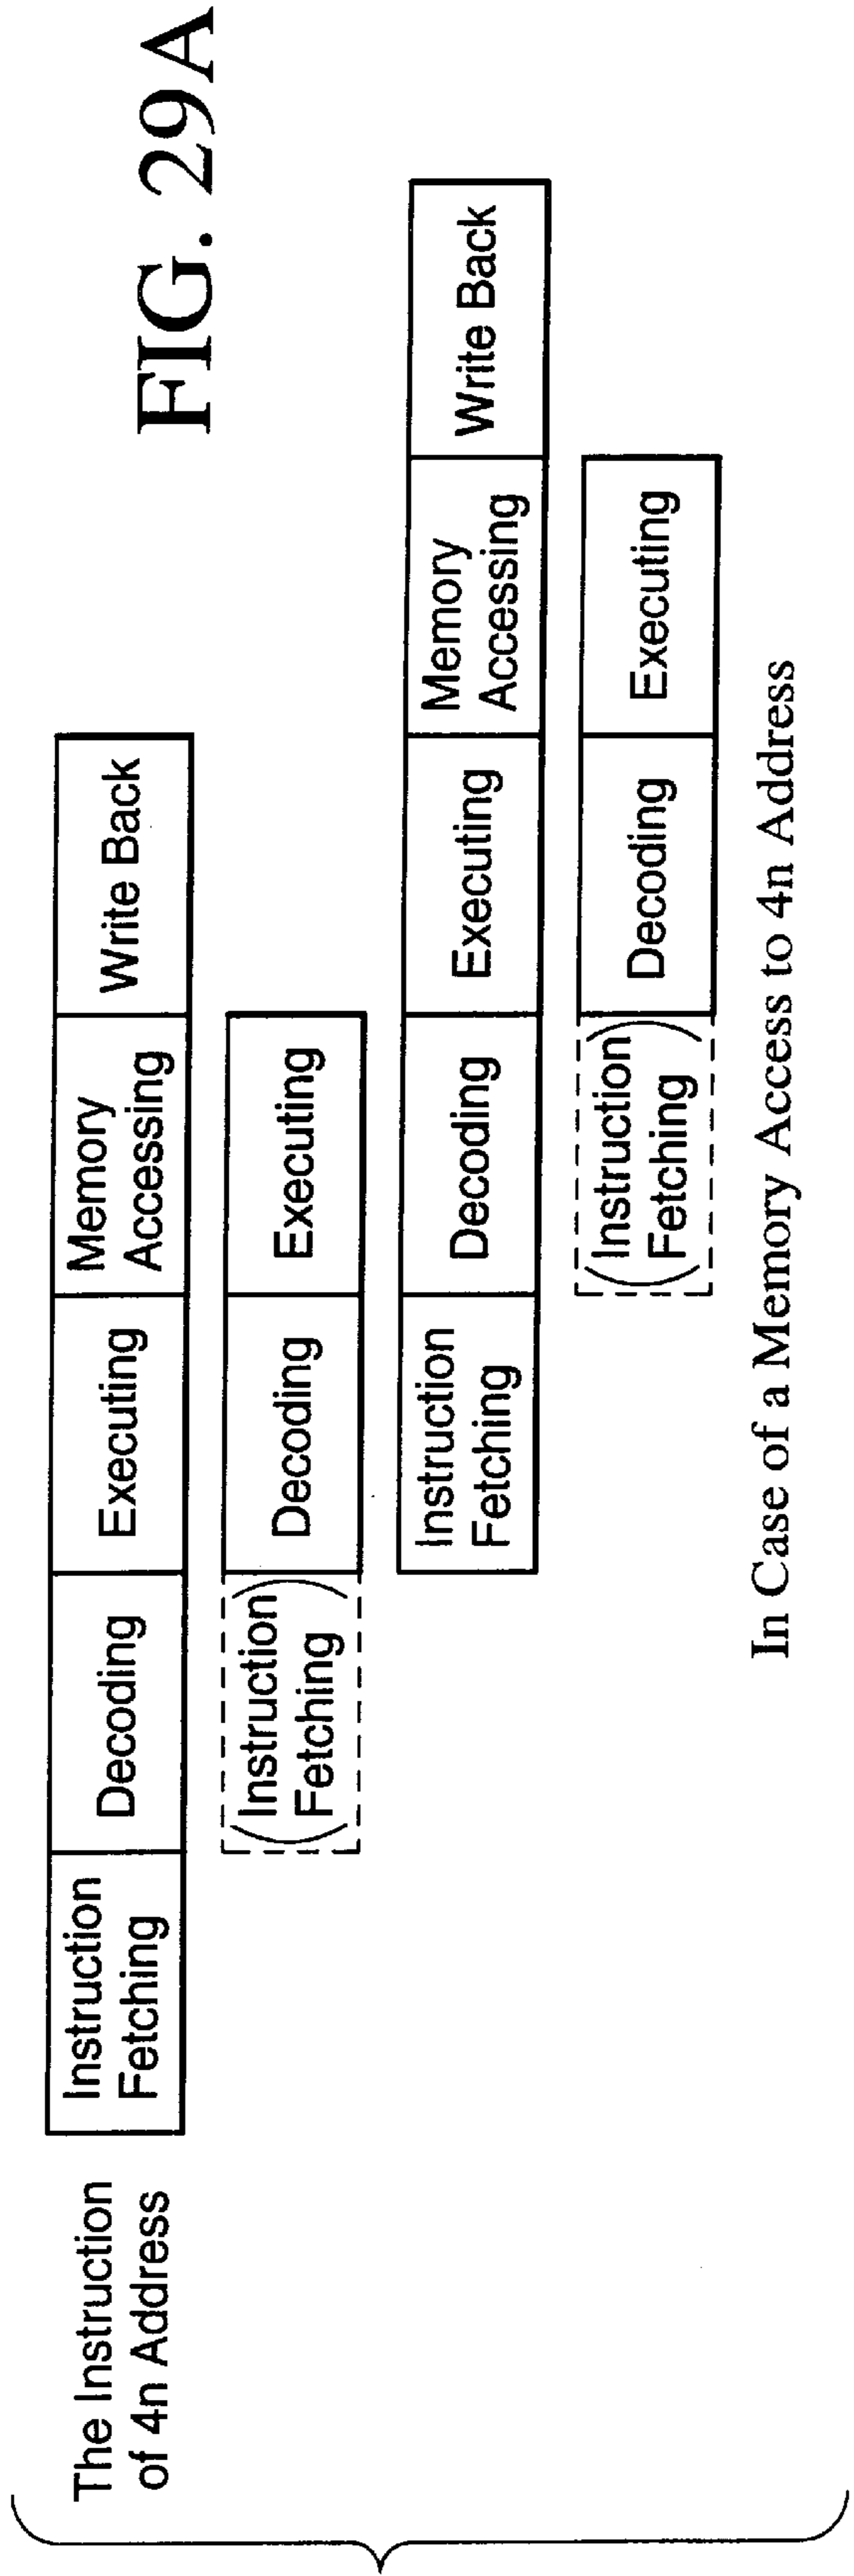 FIG. 29A
The Instruction
of 4n Address
Instruction
Fetching
Decoding
Executing
Memory
Accessing
Write Back
(Instruction
Fetching)
Decoding
Executing
Instruction
Fetching
Decoding
Executing
Memory
Accessing
Write Back
(Instruction
Fetching)
Decoding
Executing
In Case of a Memory Access to 4n Address